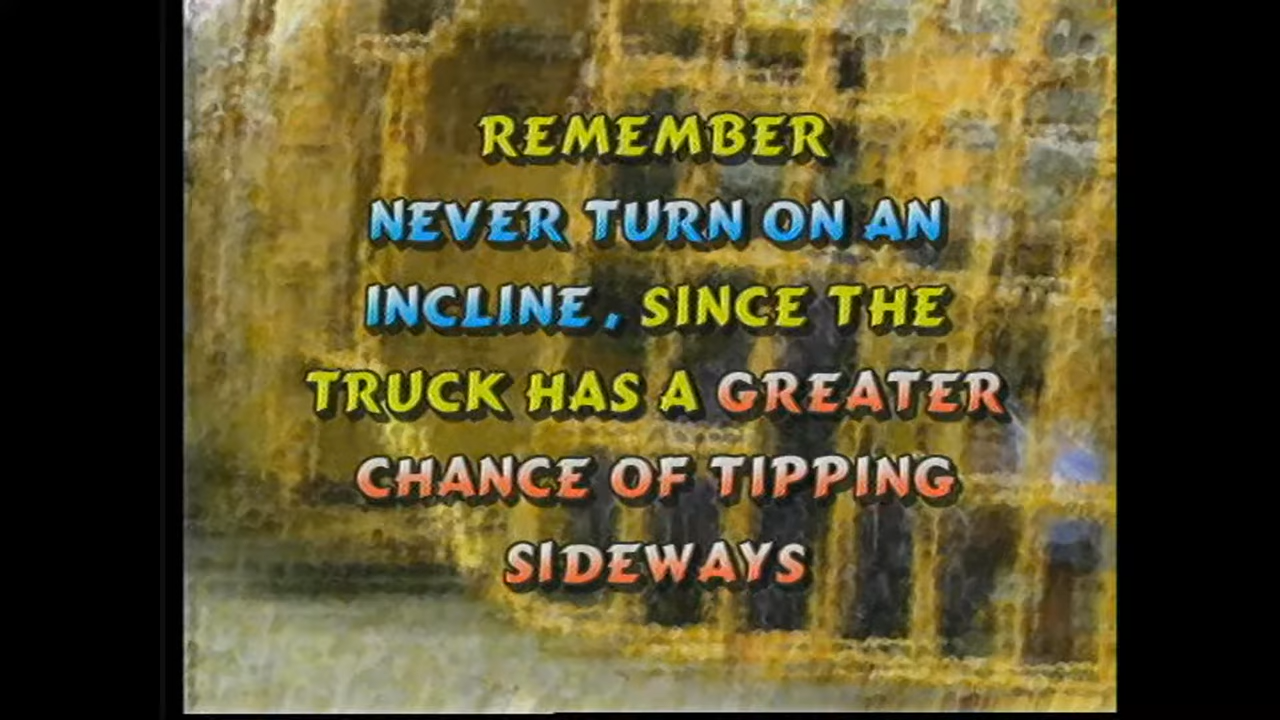 REMEMBER
NEVER TURN ON AN
INCLINE, SINCE THE
TRUCK HAS A GREATER
CHANCE OF TIPPING
SIDEWAYS